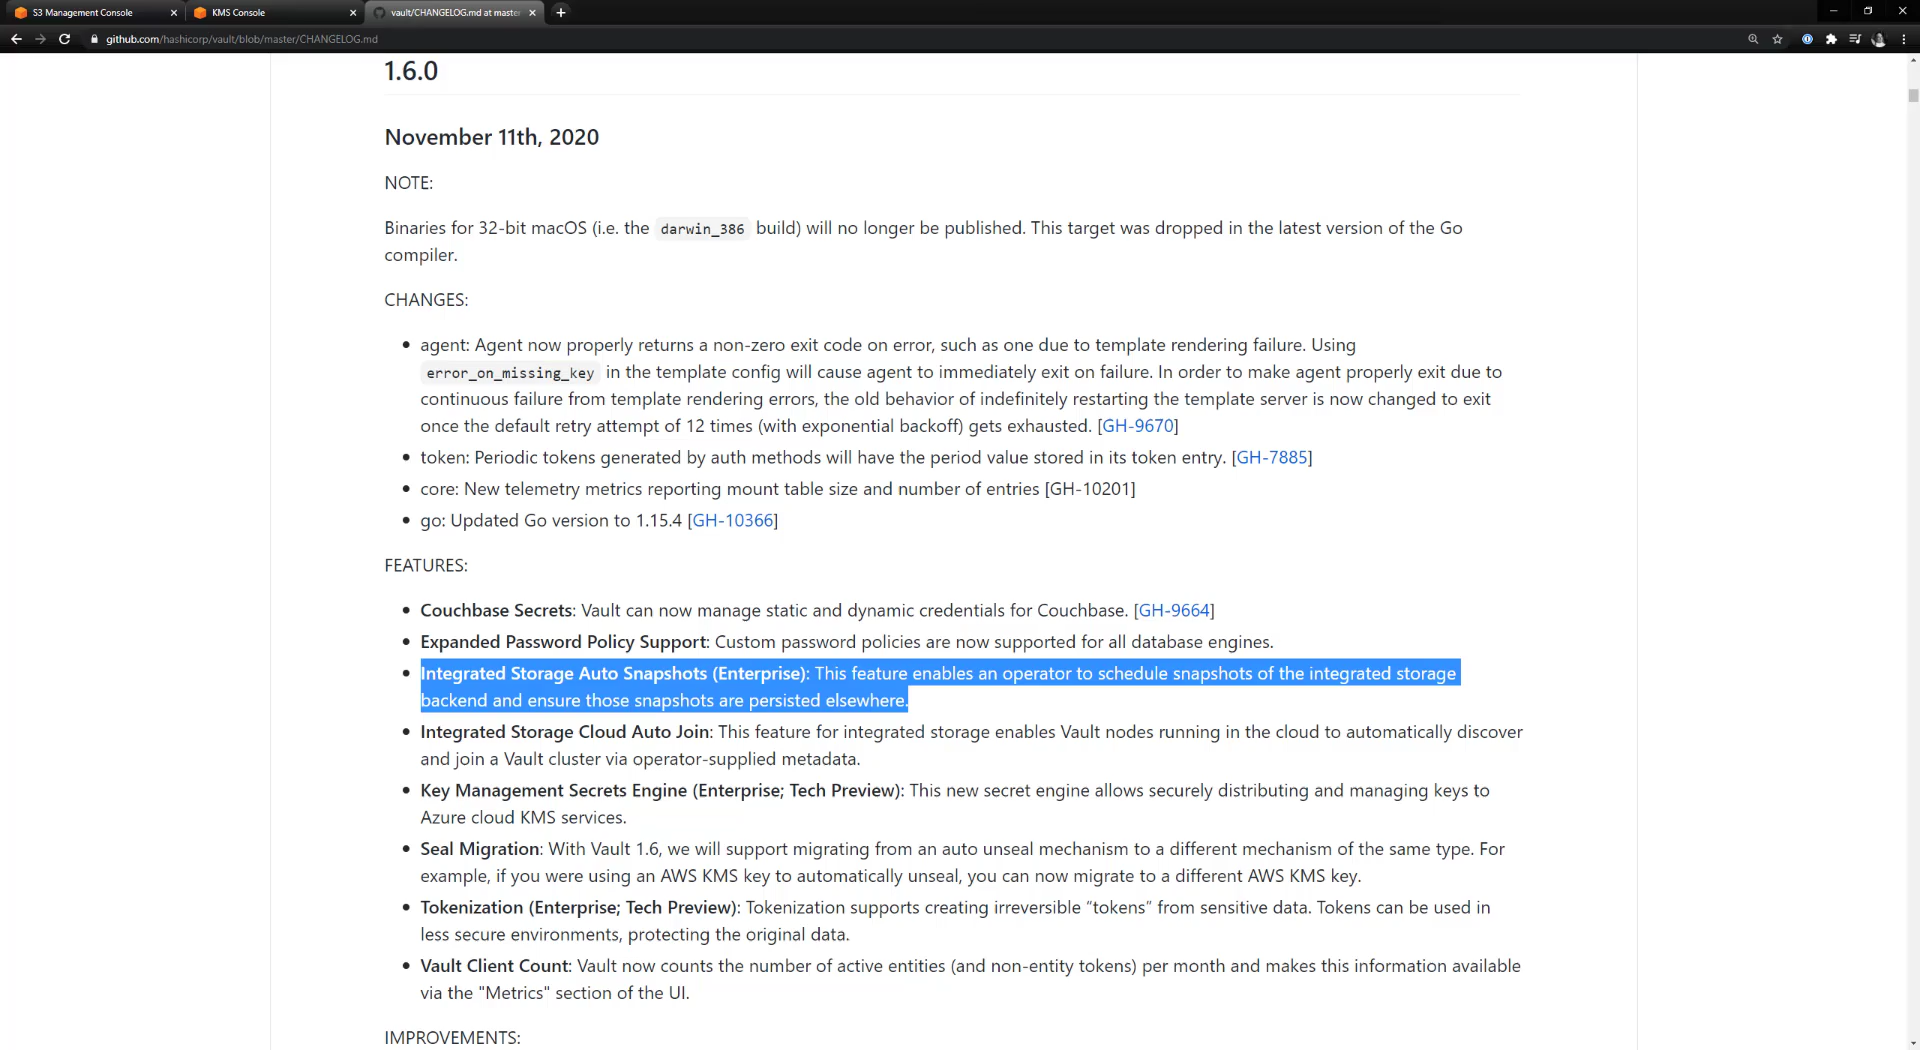 S3 Management Console
KMS Console
vault/CHANGELOG.md at master
github.com/hashicorp/vault/blob/master/CHANGELOG.md
1.6.0
November 11th, 2020
NOTE:
Binaries for 32-bit macOS (i.e. the darwin_386 build) will no longer be published. This target was dropped in the latest version of the Go
compiler.
CHANGES:
agent: Agent now properly returns a non-zero exit code on error, such as one due to template rendering failure. Using
error_on_missing_key in the template config will cause agent to immediately exit on failure. In order to make agent properly exit due to
continuous failure from template rendering errors, the old behavior of indefinitely restarting the template server is now changed to exit
once the default retry attempt of 12 times (with exponential backoff) gets exhausted. [GH-9670]
token: Periodic tokens generated by auth methods will have the period value stored in its token entry. [GH-7885]
core: New telemetry metrics reporting mount table size and number of entries [GH-10201]
go: Updated Go version to 1.15.4 [GH-10366]
FEATURES:
Couchbase Secrets: Vault can now manage static and dynamic credentials for Couchbase. [GH-9664]
Expanded Password Policy Support: Custom password policies are now supported for all database engines.
Integrated Storage Auto Snapshots (Enterprise): This feature enables an operator to schedule snapshots of the integrated storage
backend and ensure those snapshots are persisted elsewhere.
Integrated Storage Cloud Auto Join: This feature for integrated storage enables Vault nodes running in the cloud to automatically discover
and join a Vault cluster via operator-supplied metadata.
Key Management Secrets Engine (Enterprise; Tech Preview): This new secret engine allows securely distributing and managing keys to
Azure cloud KMS services.
Seal Migration: With Vault 1.6, we will support migrating from an auto unseal mechanism to a different mechanism of the same type. For
example, if you were using an AWS KMS key to automatically unseal, you can now migrate to a different AWS KMS key.
Tokenization (Enterprise; Tech Preview): Tokenization supports creating irreversible “tokens” from sensitive data. Tokens can be used in
less secure environments, protecting the original data.
Vault Client Count: Vault now counts the number of active entities (and non-entity tokens) per month and makes this information available
via the "Metrics" section of the UI.
IMPROVEMENTS: